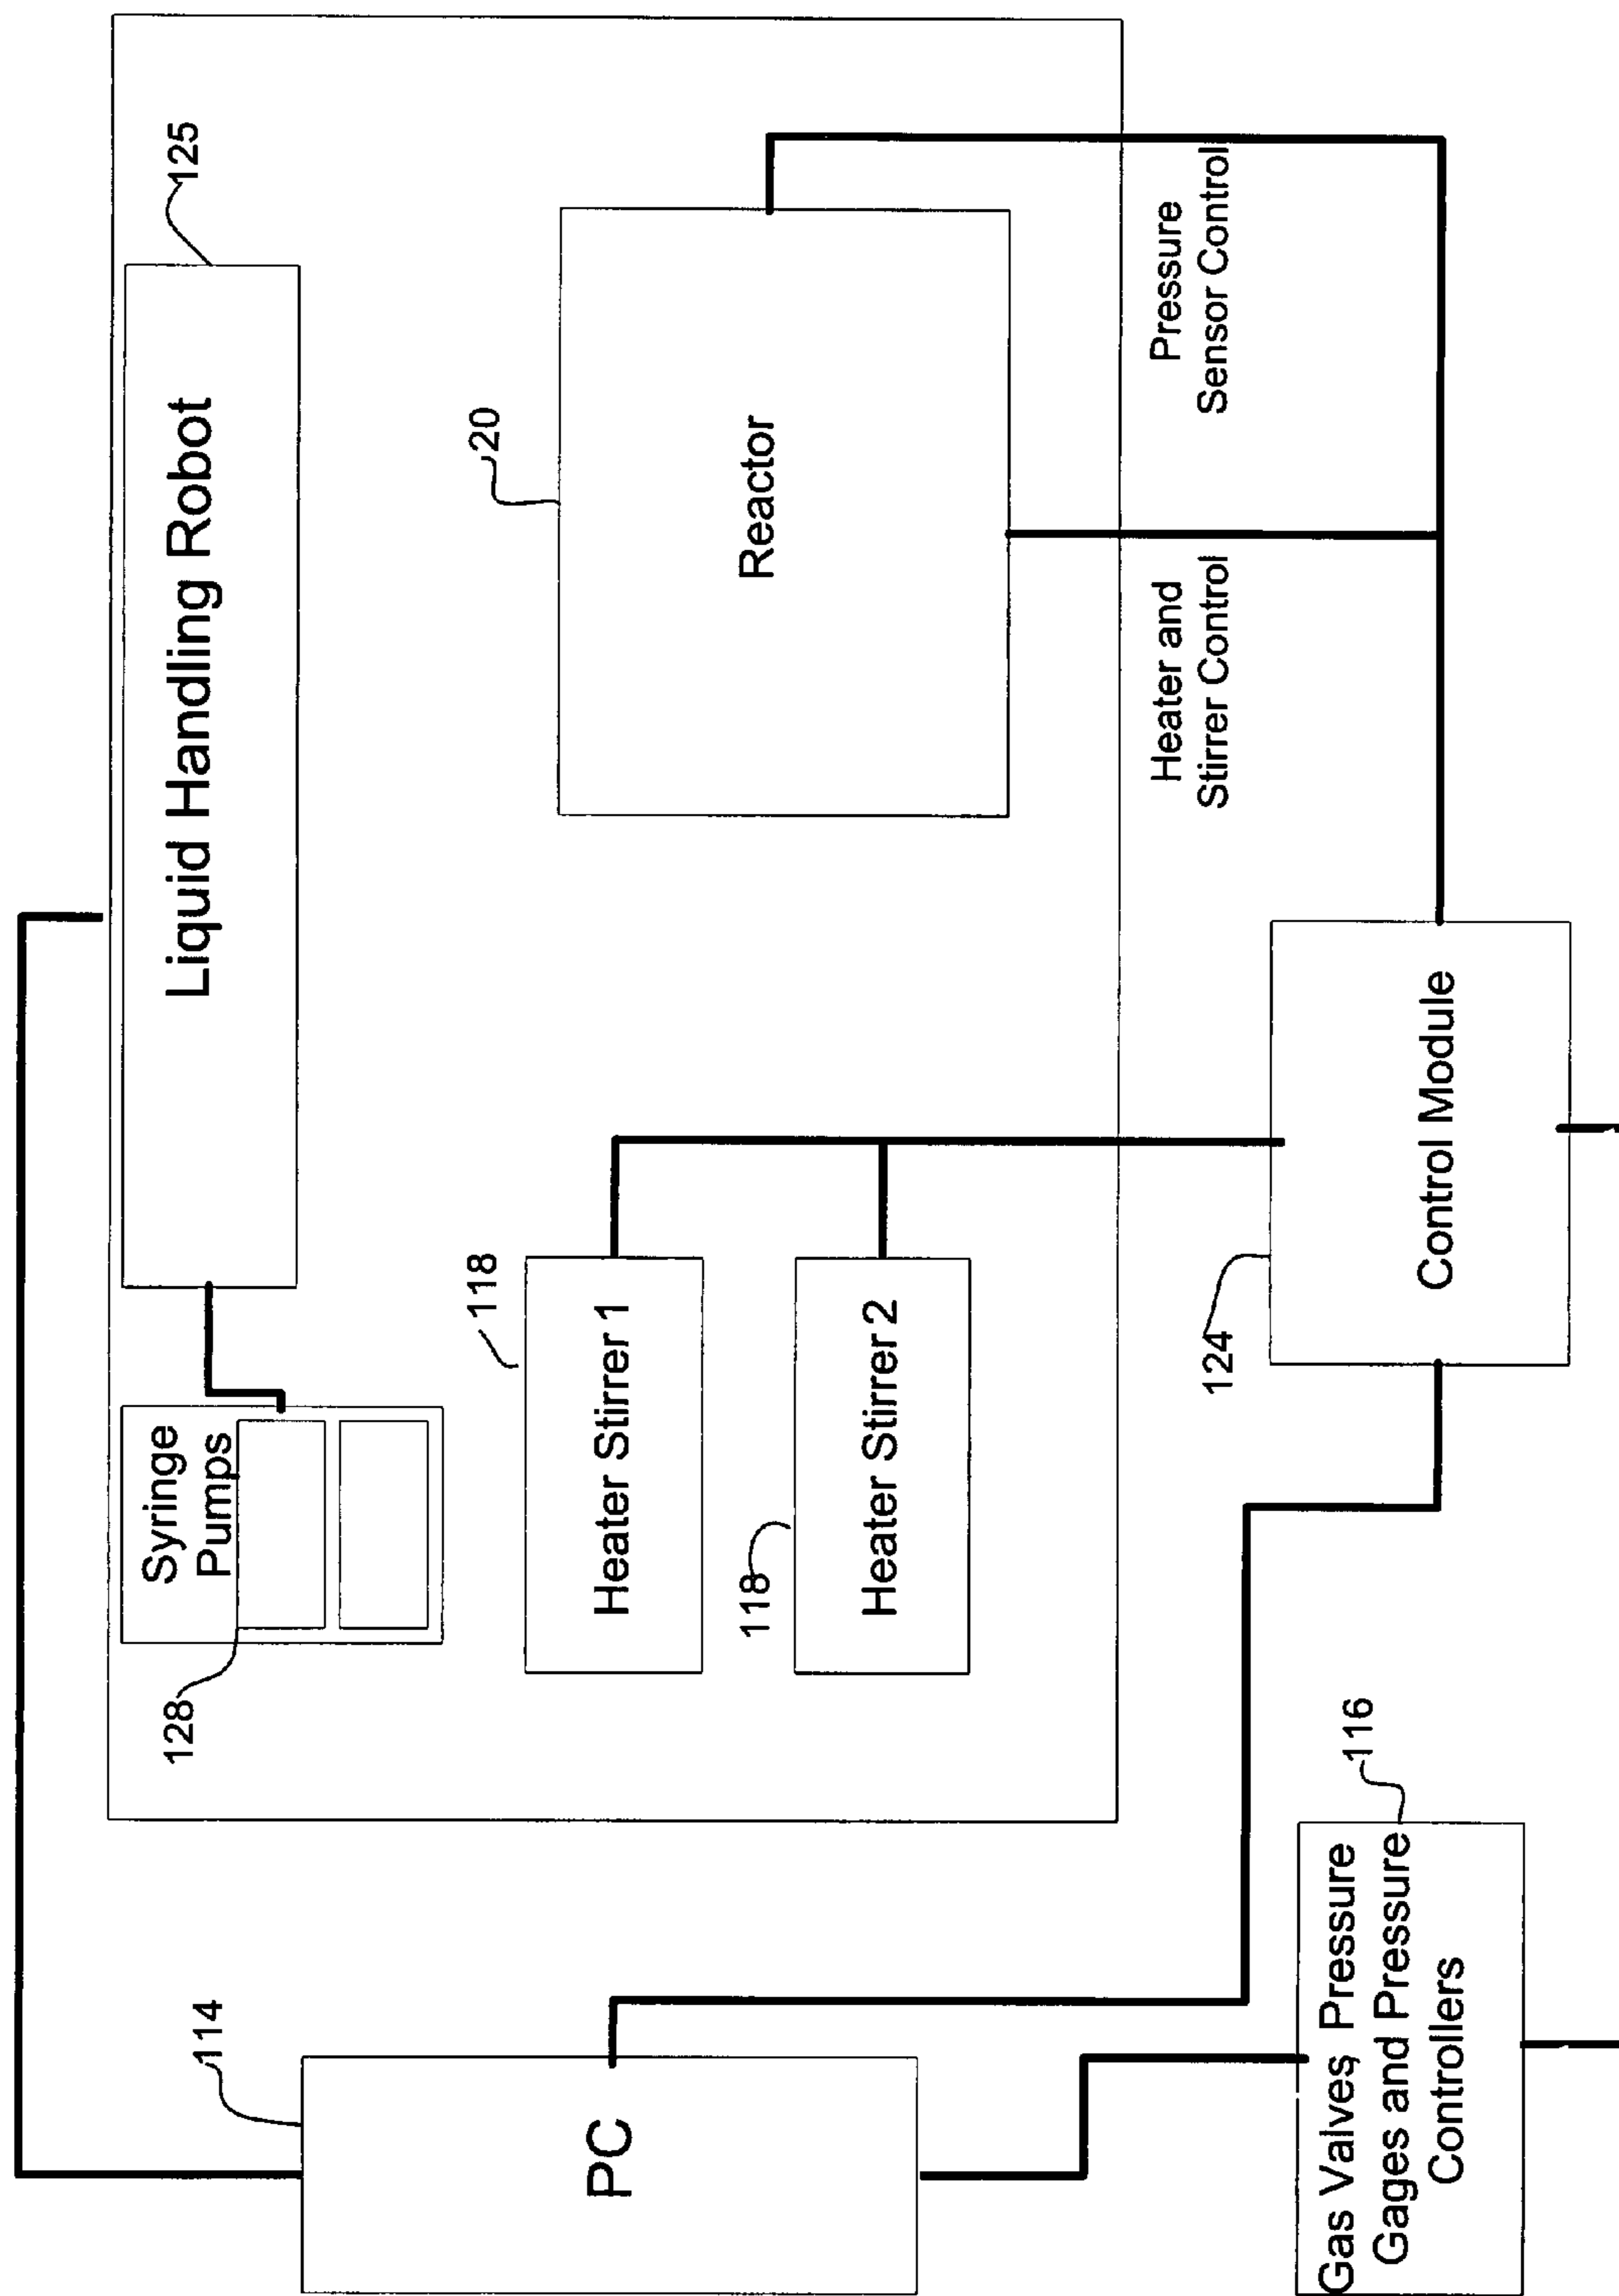 114
PC
128
Syringe
Pumps
Liquid Handling Robot
125
118
Heater Stirrer 1
118
Heater Stirrer 2
20
Reactor
Heater and
Stirrer Control
Pressure
Sensor Control
124
Control Module
116
Gas Valves, Pressure
Gages and Pressure
Controllers